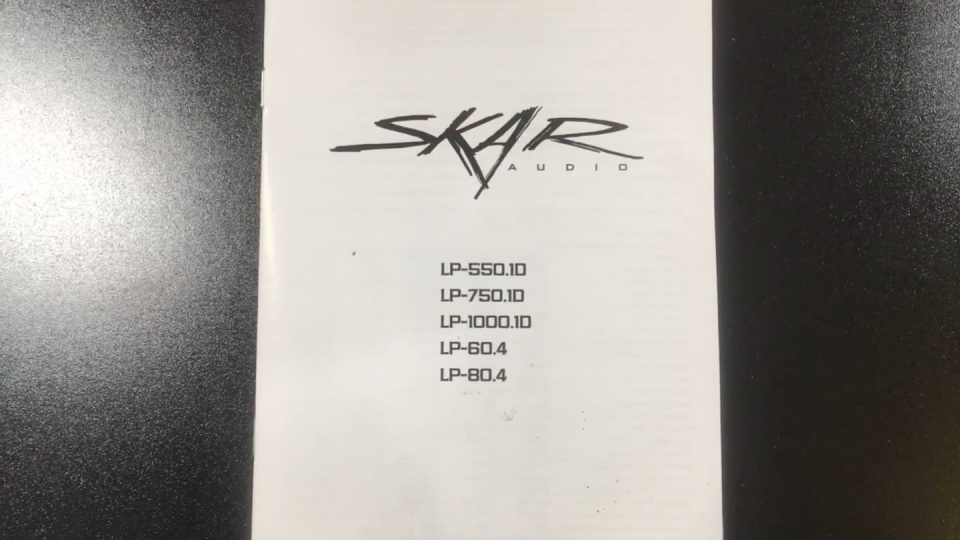 SKAR
AUDIO
LP-550.1D
LP-750.1D
LP-1000.1D
LP-60.4
LP-80.4